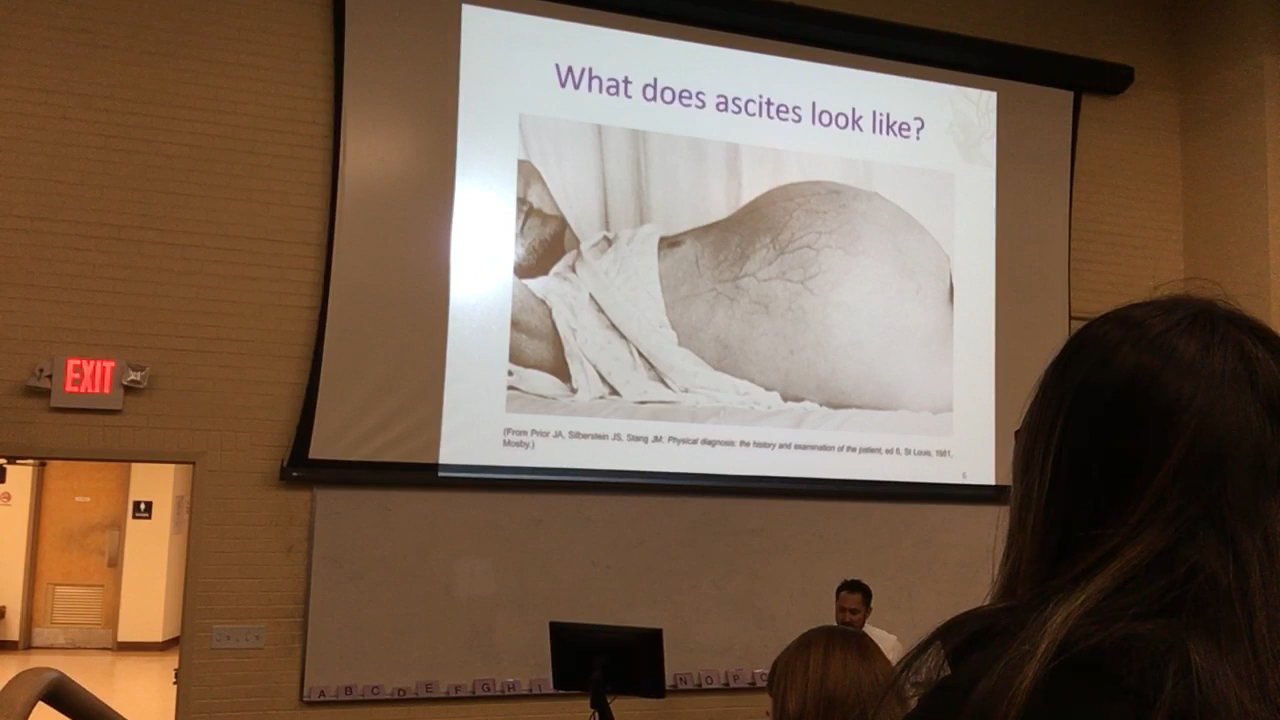 What does ascites look like?
(From Prior JA, Silberstein JS, Stang JM: Physical diagnosis: the history and examination of the patient, ed 6, St Louis, 1981,
Mosby.)
6
EXIT
A B C D E F G H I
N O P